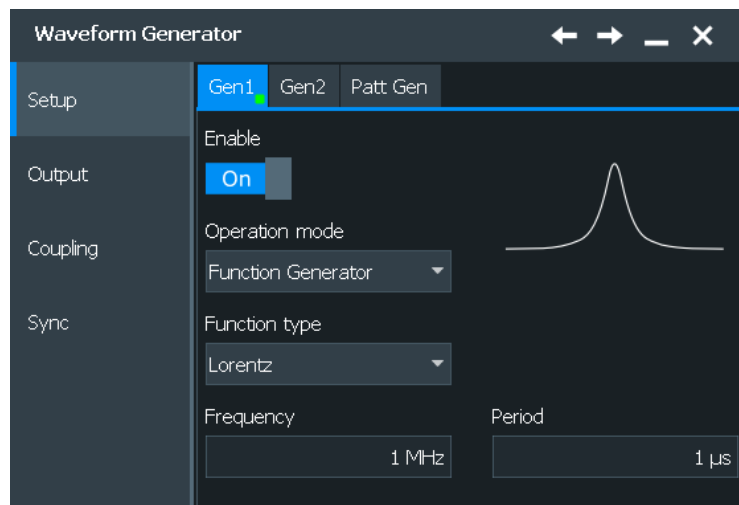 Waveform Generator
Setup
Output
Coupling
Sync
Gen1 Gen2 Patt Gen
Enable
On
Operation mode
Function Generator
Function type
Lorentz
Frequency Period
1 MHz 1 µs